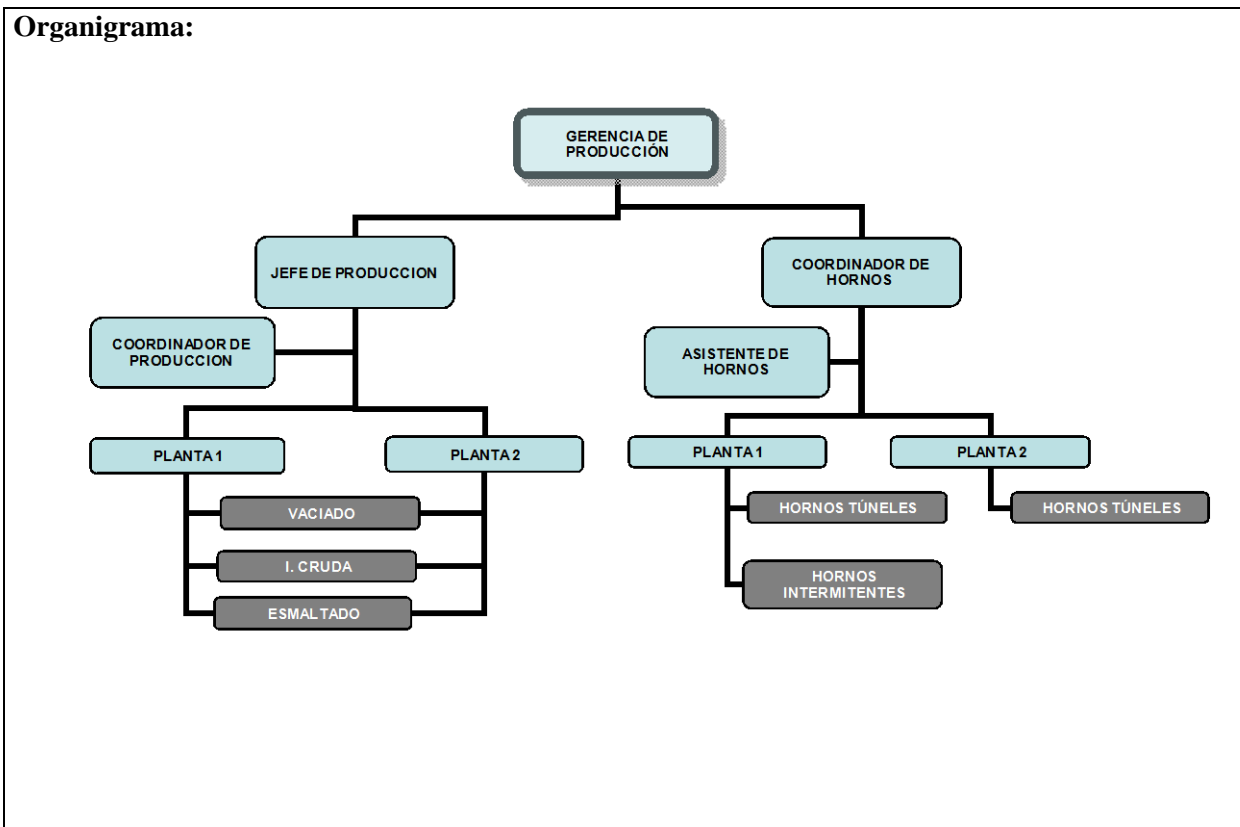 Organigrama:
GERENCIA DE
PRODUCCIÓN
JEFE DE PRODUCCION
COORDINADOR DE
HORNOS
COORDINADOR DE
PRODUCCION
ASISTENTE DE
HORNOS
PLANTA 1
PLANTA 2
PLANTA 1
PLANTA 2
VACIADO
I. CRUDA
ESMALTADO
HORNOS TÚNELES
HORNOS TÚNELES
HORNOS
INTERMITENTES